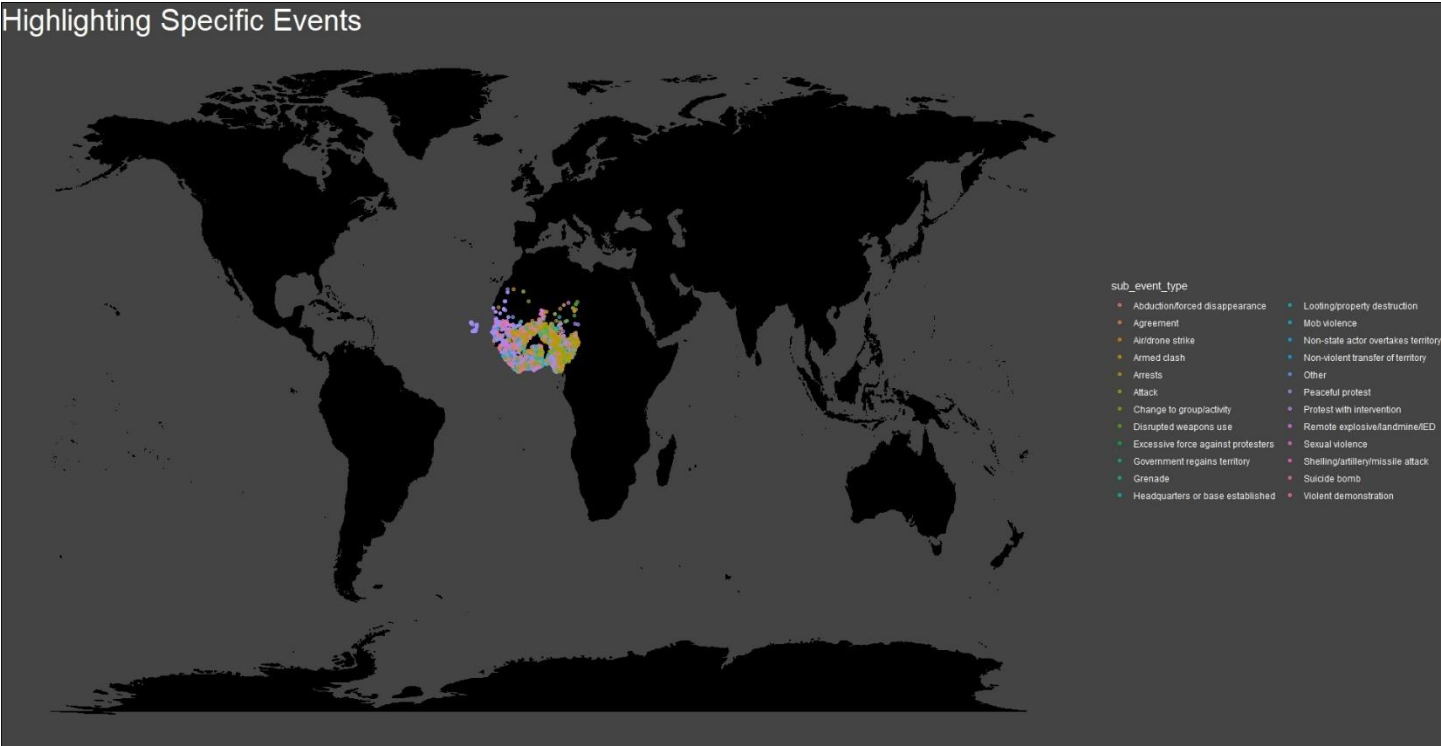 Highlighting Specific Events
sub_event_type
Abduction/forced disappearance
Agreement
Air/drone strike
Armed clash
Arrests
Attack
Change to group/activity
Disrupted weapons use
Excessive force against protesters
Government regains territory
Grenade
Headquarters or base established
Looting/property destruction
Mob violence
Non-state actor overtakes territory
Non-violent transfer of territory
Other
Peaceful protest
Protest with intervention
Remote explosive/landmine/IED
Sexual violence
Shelling/artillery/missile attack
Suicide bomb
Violent demonstration